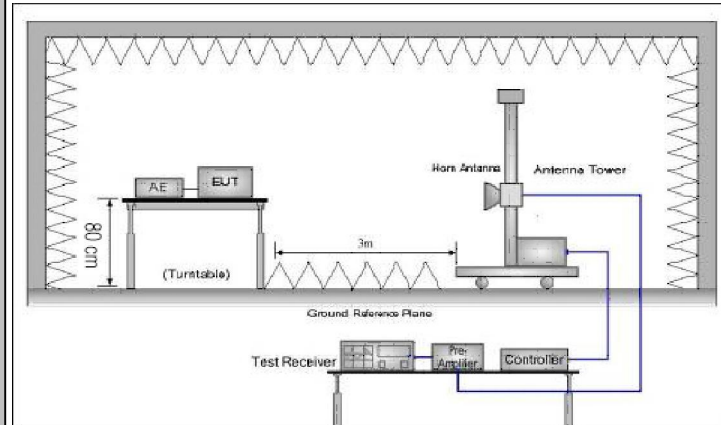 Horn Antenna
Antenna Tower
AE
EUT
80 cm
3m
(Turntable)
Ground Reference Plane
Test Receiver
Pre-
Amplifier
Controller